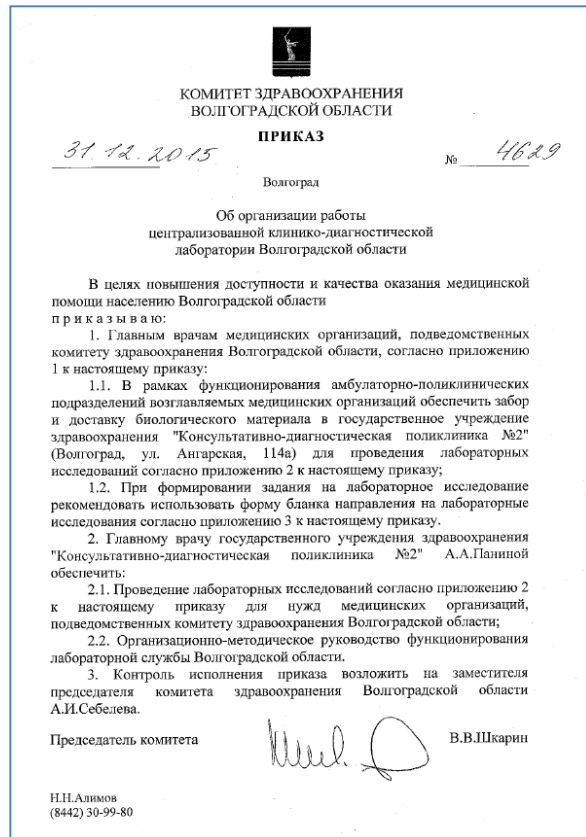 КОМИТЕТ ЗДРАВООХРАНЕНИЯ
ВОЛГОГРАДСКОЙ ОБЛАСТИ
ПРИКАЗ
31.12.2015 № 4629
Волгоград
Об организации работы
централизованной клинико-диагностической
лаборатории Волгоградской области
В целях повышения доступности и качества оказания медицинской
помощи населению Волгоградской области
приказываю:
1. Главным врачам медицинских организаций, подведомственных
комитету здравоохранения Волгоградской области, согласно приложению
1 к настоящему приказу:
1.1. В рамках функционирования амбулаторно-поликлинических
подразделений возглавляемых медицинских организаций обеспечить забор
и доставку биологического материала в государственное учреждение
здравоохранения "Консультативно-диагностическая поликлиника №2"
(Волгоград, ул. Ангарская, 114а) для проведения лабораторных
исследований согласно приложению 2 к настоящему приказу;
1.2. При формировании задания на лабораторное исследование
рекомендовать использовать форму бланка направления на лабораторные
исследования согласно приложению 3 к настоящему приказу.
2. Главному врачу государственного учреждения здравоохранения
"Консультативно-диагностическая поликлиника №2" А.А.Паниной
обеспечить:
2.1. Проведение лабораторных исследований согласно приложению 2
к настоящему приказу для нужд медицинских организаций,
подведомственных комитету здравоохранения Волгоградской области;
2.2. Организационно-методическое руководство функционирования
лабораторной службы Волгоградской области.
3. Контроль исполнения приказа возложить на заместителя
председателя комитета здравоохранения Волгоградской области
А.И.Себелева.
Председатель комитета В.В.Шкарин
Н.Н.Алимов
(8442) 30-99-80